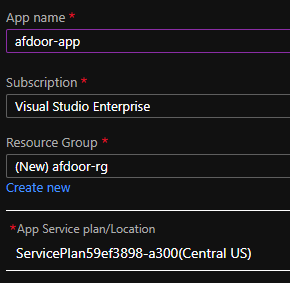 App name *
afdoor-app
Subscription *
Visual Studio Enterprise
Resource Group *
(New) afdoor-rg
Create new
*App Service plan/Location
ServicePlan59ef3898-a300(Central US)